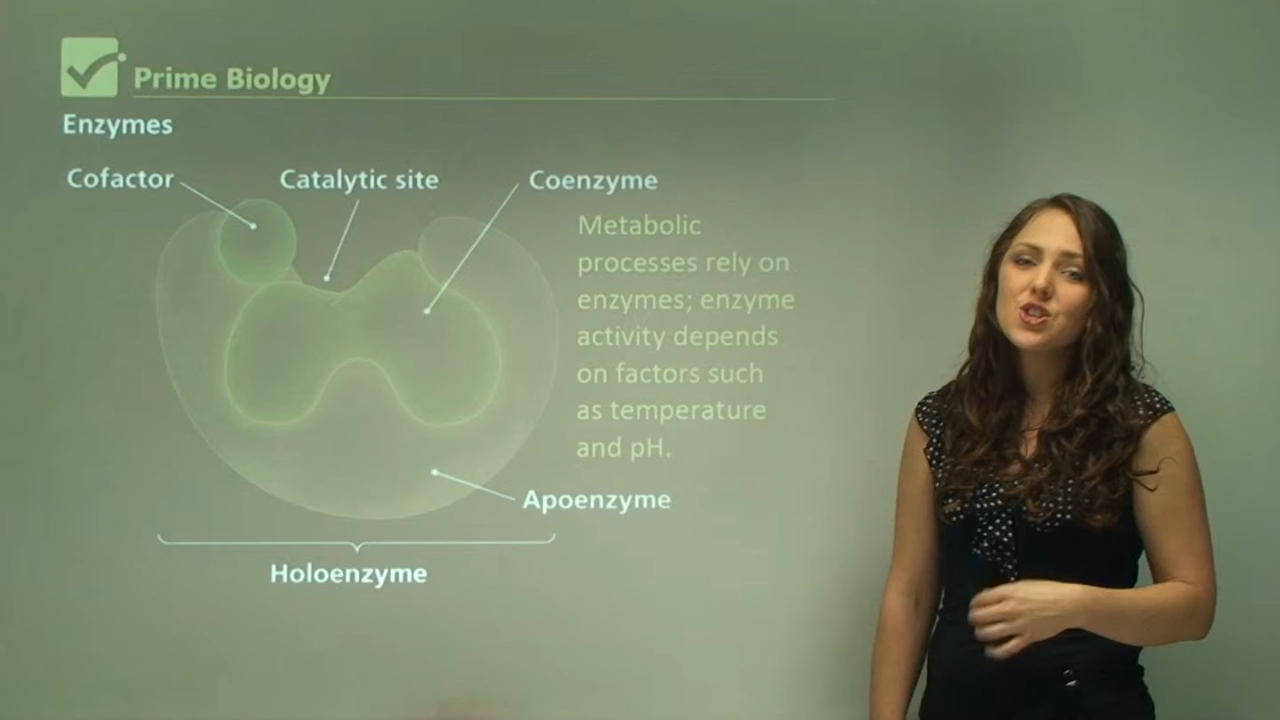 Prime Biology
Enzymes
Cofactor
Catalytic site
Coenzyme
Metabolic
processes rely on
enzymes; enzyme
activity depends
on factors such
as temperature
and pH.
Apoenzyme
Holoenzyme